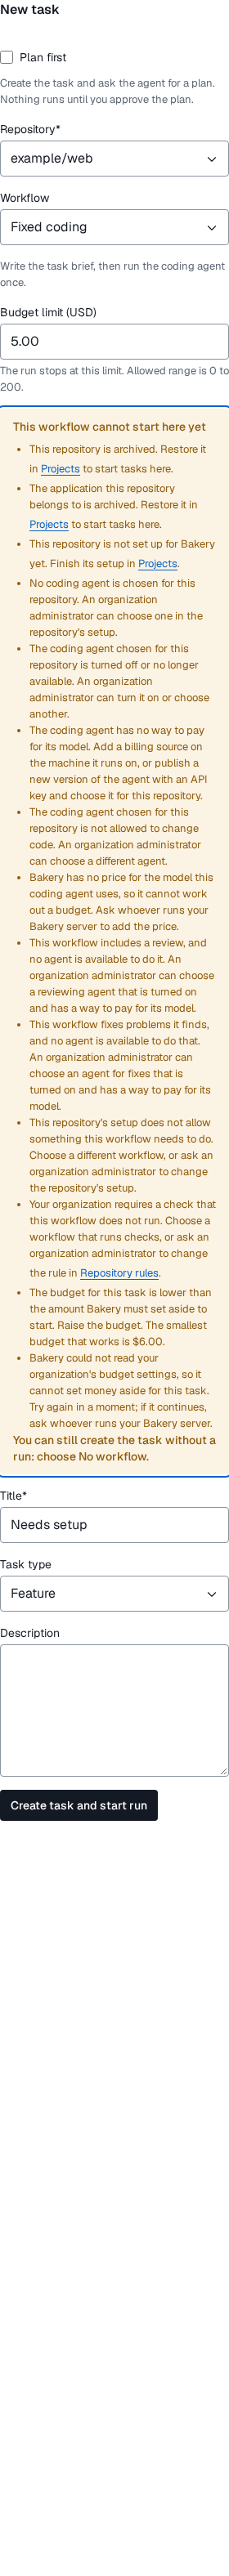 New task
Plan first
Create the task and ask the agent for a plan.
Nothing runs until you approve the plan.
Repository*
example/web
Workflow
Fixed coding
Write the task brief, then run the coding agent
once.
Budget limit (USD)
5.00
The run stops at this limit. Allowed range is 0 to
200.
This workflow cannot start here yet
• This repository is archived. Restore it
in Projects to start tasks here.
• The application this repository
belongs to is archived. Restore it in
Projects to start tasks here.
• This repository is not set up for Bakery
yet. Finish its setup in Projects.
• No coding agent is chosen for this
repository. An organization
administrator can choose one in the
repository's setup.
• The coding agent chosen for this
repository is turned off or no longer
available. An organization
administrator can turn it on or choose
another.
• The coding agent has no way to pay
for its model. Add a billing source on
the machine it runs on, or publish a
new version of the agent with an API
key and choose it for this repository.
• The coding agent chosen for this
repository is not allowed to change
code. An organization administrator
can choose a different agent.
• Bakery has no price for the model this
coding agent uses, so it cannot work
out a budget. Ask whoever runs your
Bakery server to add the price.
• This workflow includes a review, and
no agent is available to do it. An
organization administrator can choose
a reviewing agent that is turned on
and has a way to pay for its model.
• This workflow fixes problems it finds,
and no agent is available to do that.
An organization administrator can
choose an agent for fixes that is
turned on and has a way to pay for its
model.
• This repository's setup does not allow
something this workflow needs to do.
Choose a different workflow, or ask an
organization administrator to change
the repository's setup.
• Your organization requires a check that
this workflow does not run. Choose a
workflow that runs checks, or ask an
organization administrator to change
the rule in Repository rules.
• The budget for this task is lower than
the amount Bakery must set aside to
start. Raise the budget. The smallest
budget that works is $6.00.
• Bakery could not read your
organization's budget settings, so it
cannot set money aside for this task.
Try again in a moment; if it continues,
ask whoever runs your Bakery server.
You can still create the task without a
run: choose No workflow.
Title*
Needs setup
Task type
Feature
Description
Create task and start run